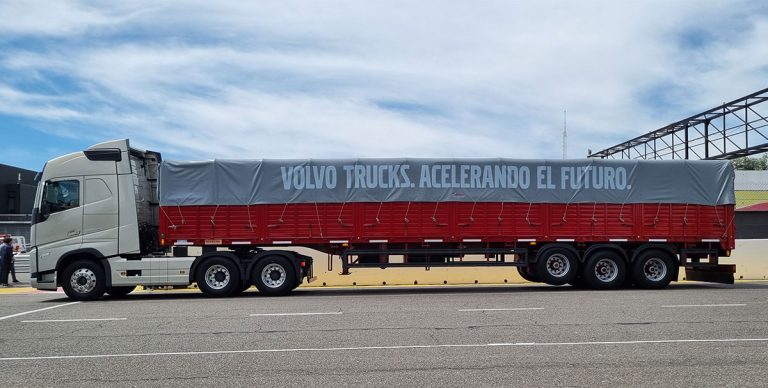 VOLVO TRUCKS. ACELERANDO EL FUTURO.